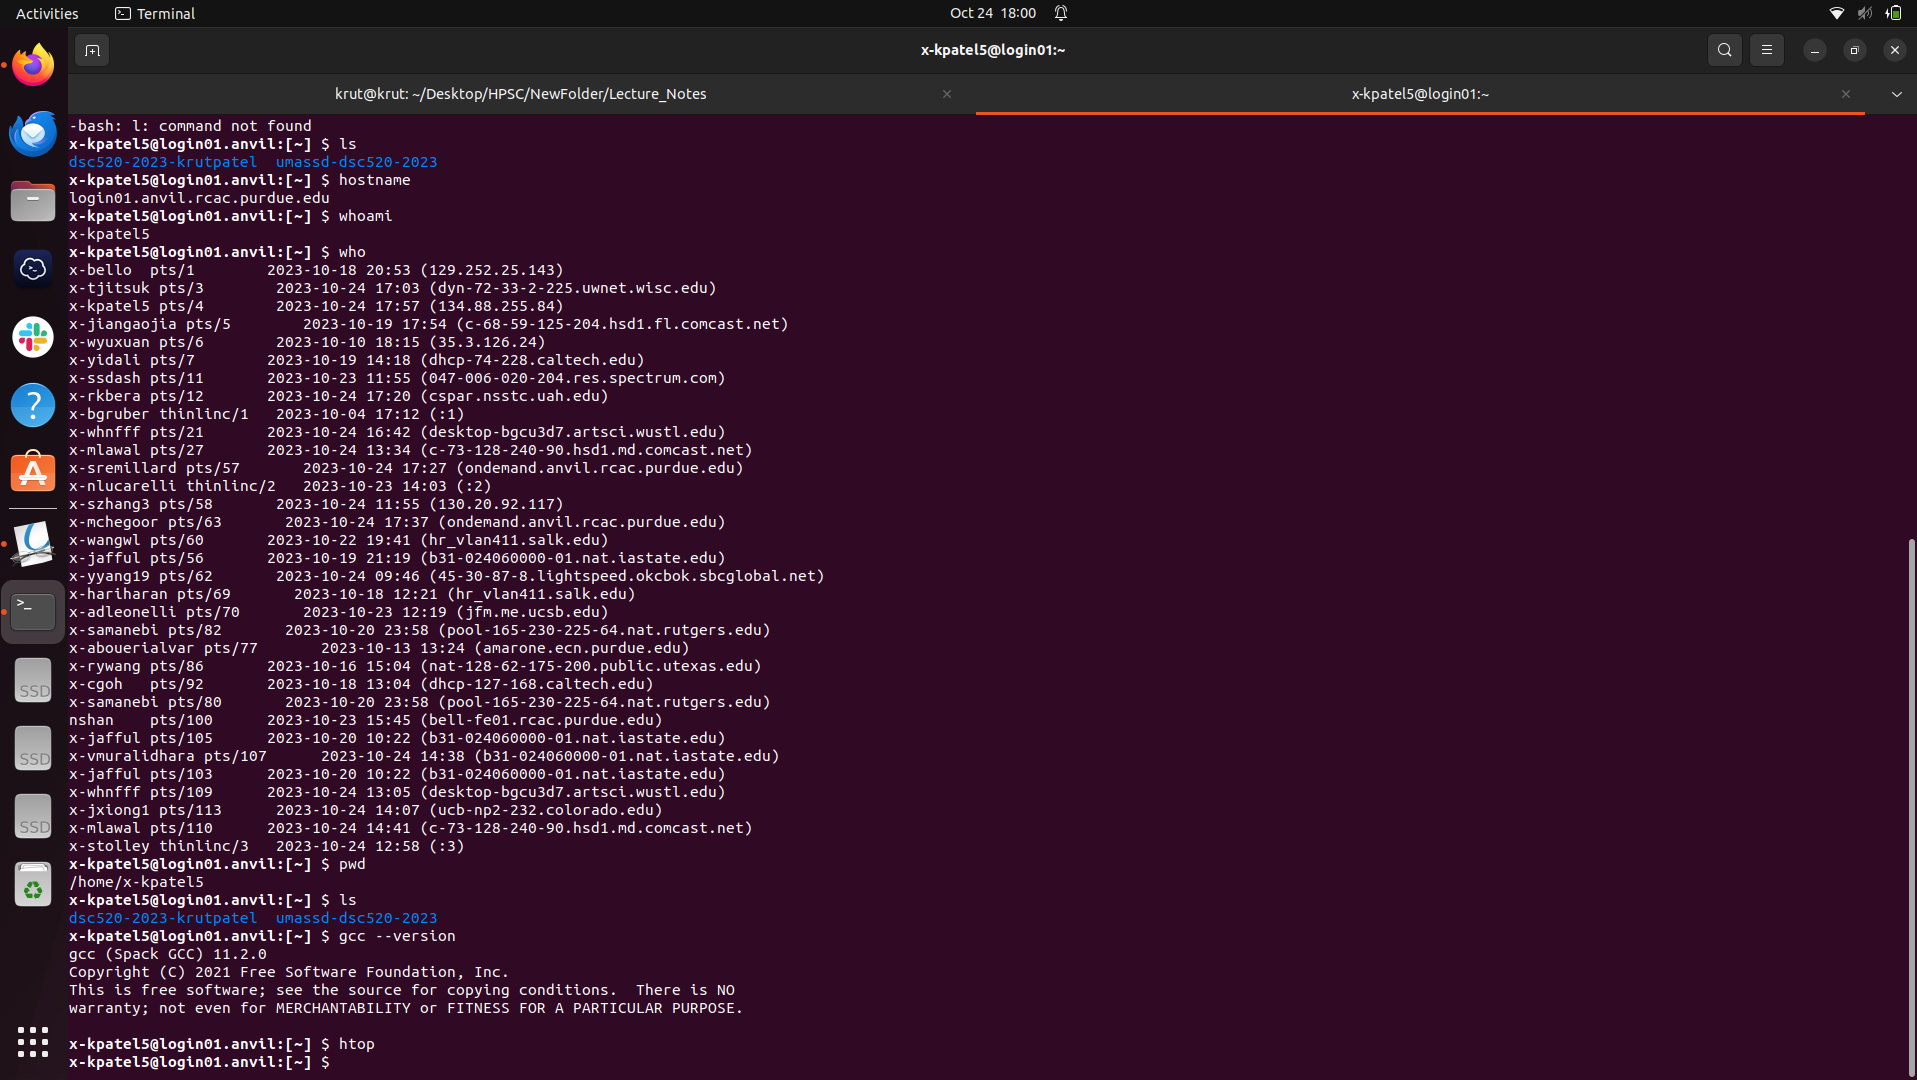 Activities
Terminal
Oct 24  18:00
x-kpatel5@login01:~
krut@krut: ~/Desktop/HPSC/NewFolder/Lecture_Notes
x-kpatel5@login01:~
-bash: l: command not found
x-kpatel5@login01.anvil:[~] $ ls
dsc520-2023-krutpatel  umassd-dsc520-2023
x-kpatel5@login01.anvil:[~] $ hostname
login01.anvil.rcac.purdue.edu
x-kpatel5@login01.anvil:[~] $ whoami
x-kpatel5
x-kpatel5@login01.anvil:[~] $ who
x-bello  pts/1        2023-10-18 20:53 (129.252.25.143)
x-tjitsuk pts/3        2023-10-24 17:03 (dyn-72-33-2-225.uwnet.wisc.edu)
x-kpatel5 pts/4        2023-10-24 17:57 (134.88.255.84)
x-jiangaojia pts/5        2023-10-19 17:54 (c-68-59-125-204.hsd1.fl.comcast.net)
x-wyuxuan pts/6        2023-10-10 18:15 (35.3.126.24)
x-yidali pts/7        2023-10-19 14:18 (dhcp-74-228.caltech.edu)
x-ssdash pts/11       2023-10-23 11:55 (047-006-020-204.res.spectrum.com)
x-rkbera pts/12       2023-10-24 17:20 (cspar.nsstc.uah.edu)
x-bgruber thinlinc/1   2023-10-04 17:12 (:1)
x-whnfff pts/21       2023-10-24 16:42 (desktop-bgcu3d7.artsci.wustl.edu)
x-mlawal pts/27       2023-10-24 13:34 (c-73-128-240-90.hsd1.md.comcast.net)
x-sremillard pts/57       2023-10-24 17:27 (ondemand.anvil.rcac.purdue.edu)
x-nlucarelli thinlinc/2   2023-10-23 14:03 (:2)
x-szhang3 pts/58       2023-10-24 11:55 (130.20.92.117)
x-mchegoor pts/63       2023-10-24 17:37 (ondemand.anvil.rcac.purdue.edu)
x-wangwl pts/60       2023-10-22 19:41 (hr_vlan411.salk.edu)
x-jafful pts/56       2023-10-19 21:19 (b31-024060000-01.nat.iastate.edu)
x-yyang19 pts/62       2023-10-24 09:46 (45-30-87-8.lightspeed.okcbok.sbcglobal.net)
x-hariharan pts/69       2023-10-18 12:21 (hr_vlan411.salk.edu)
x-adleonelli pts/70       2023-10-23 12:19 (jfm.me.ucsb.edu)
x-samanebi pts/82       2023-10-20 23:58 (pool-165-230-225-64.nat.rutgers.edu)
x-abouerialvar pts/77       2023-10-13 13:24 (amarone.ecn.purdue.edu)
x-rywang pts/86       2023-10-16 15:04 (nat-128-62-175-200.public.utexas.edu)
x-cgoh   pts/92       2023-10-18 13:04 (dhcp-127-168.caltech.edu)
x-samanebi pts/80       2023-10-20 23:58 (pool-165-230-225-64.nat.rutgers.edu)
nshan    pts/100      2023-10-23 15:45 (bell-fe01.rcac.purdue.edu)
x-jafful pts/105      2023-10-20 10:22 (b31-024060000-01.nat.iastate.edu)
x-vmuralidhara pts/107      2023-10-24 14:38 (b31-024060000-01.nat.iastate.edu)
x-jafful pts/103      2023-10-20 10:22 (b31-024060000-01.nat.iastate.edu)
x-whnfff pts/109      2023-10-24 13:05 (desktop-bgcu3d7.artsci.wustl.edu)
x-jxiong1 pts/113      2023-10-24 14:07 (ucb-np2-232.colorado.edu)
x-mlawal pts/110      2023-10-24 14:41 (c-73-128-240-90.hsd1.md.comcast.net)
x-stolley thinlinc/3   2023-10-24 12:58 (:3)
x-kpatel5@login01.anvil:[~] $ pwd
/home/x-kpatel5
x-kpatel5@login01.anvil:[~] $ ls
dsc520-2023-krutpatel  umassd-dsc520-2023
x-kpatel5@login01.anvil:[~] $ gcc --version
gcc (Spack GCC) 11.2.0
Copyright (C) 2021 Free Software Foundation, Inc.
This is free software; see the source for copying conditions.  There is NO
warranty; not even for MERCHANTABILITY or FITNESS FOR A PARTICULAR PURPOSE.
x-kpatel5@login01.anvil:[~] $ htop
x-kpatel5@login01.anvil:[~] $
SSD
SSD
SSD